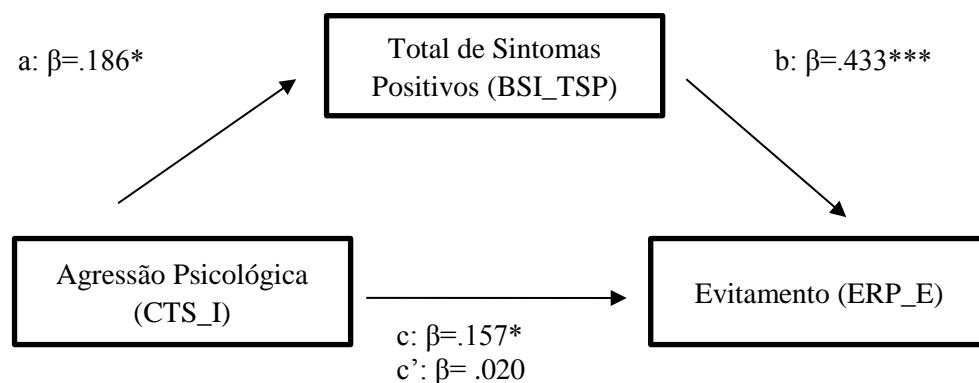 a: β=.186*
Total de Sintomas
Positivos (BSI_TSP)
b: β=.433***
Agressão Psicológica
(CTS_I)
Evitamento (ERP_E)
c: β=.157*
c’: β= .020